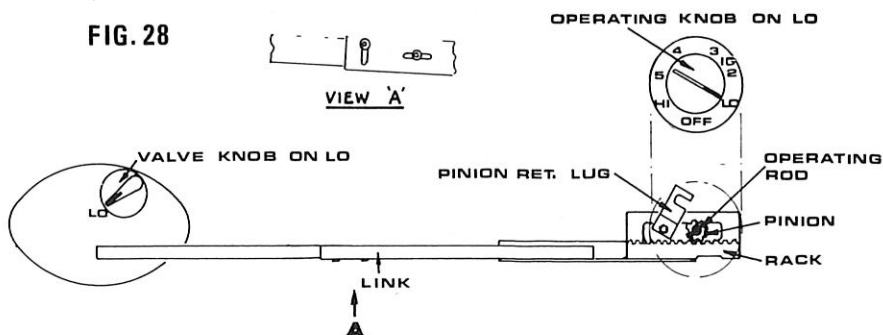 FIG. 28
OPERATING KNOB ON LO
4
3
IG
5
2
HI
LO
OFF
VIEW 'A'
VALVE KNOB ON LO
LO
PINION RET. LUG
OPERATING
ROD
PINION
RACK
LINK
A